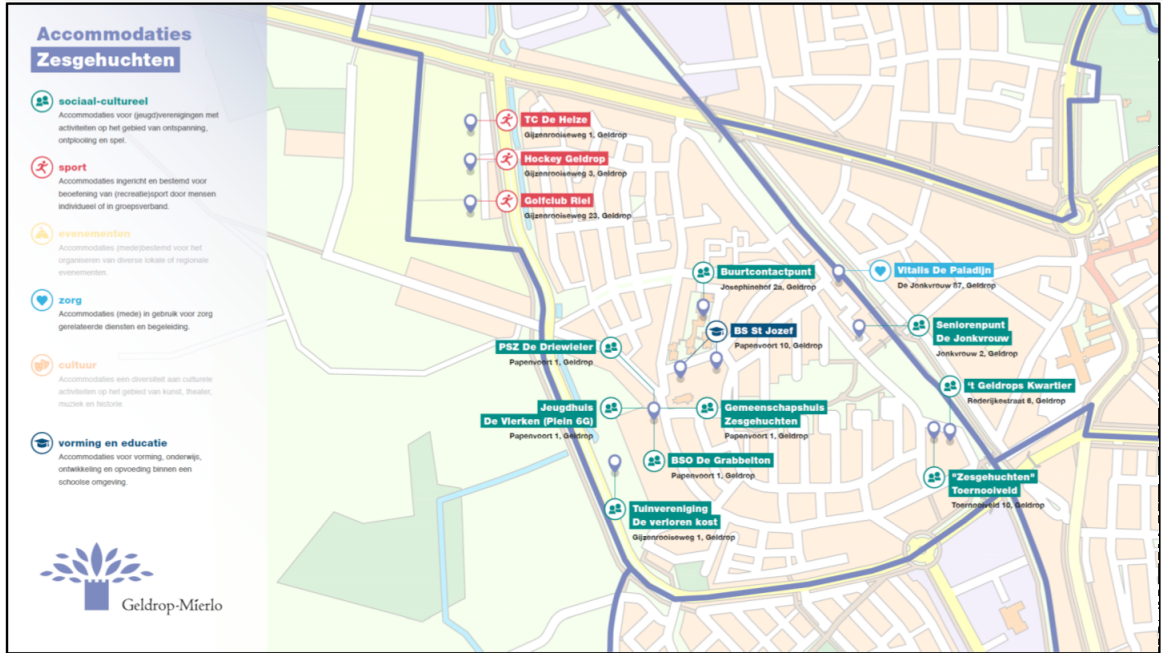 Accommodaties
Zesgehuchten
sociaal-cultureel
Accommodaties voor (jeugd)verenigingen met
activiteiten op het gebied van ontspanning,
ontplooiing en spel.
sport
Accommodaties ingericht en bestemd voor
beoefening van (recreatie)sport door mensen
individueel of in groepsverband.
evenementen
Accommodaties (mede)bestemd voor het
organiseren van diverse lokale of regionale
evenementen.
zorg
Accommodaties (mede) in gebruik voor zorg
gerelateerde diensten en begeleiding.
cultuur
Accommodaties een diversiteit aan culturele
activiteiten op het gebied van kunst, theater,
muziek en historie.
vorming en educatie
Accommodaties voor vorming, onderwijs,
ontwikkeling en opvoeding binnen een
schoolse omgeving.
Geldrop-Mierlo
TC De Helze
Gijzenrooiseweg 1, Geldrop
Hockey Geldrop
Gijzenrooiseweg 3, Geldrop
Golfclub Riel
Gijzenrooiseweg 23, Geldrop
Buurtcontactpunt
Josephinehof 2a, Geldrop
Vitalis De Paladijn
De Jonkvrouw 87, Geldrop
BS St Jozef
Papenvoort 10, Geldrop
Seniorenpunt
De Jonkvrouw
Jonkvrouw 2, Geldrop
PSZ De Driewieler
Papenvoort 1, Geldrop
't Geldrops Kwartier
Rederijkestraat 6, Geldrop
Jeugdhuis
De Vlerken (Plein 6G)
Papenvoort 1, Geldrop
Gemeenschapshuis
Zesgehuchten
Papenvoort 1, Geldrop
BSO De Grabbelton
Papenvoort 1, Geldrop
"Zesgehuchten"
Toernooiveld
Toernooiveld 10, Geldrop
Tuinvereniging
De verloren kost
Gijzenrooiseweg 1, Geldrop